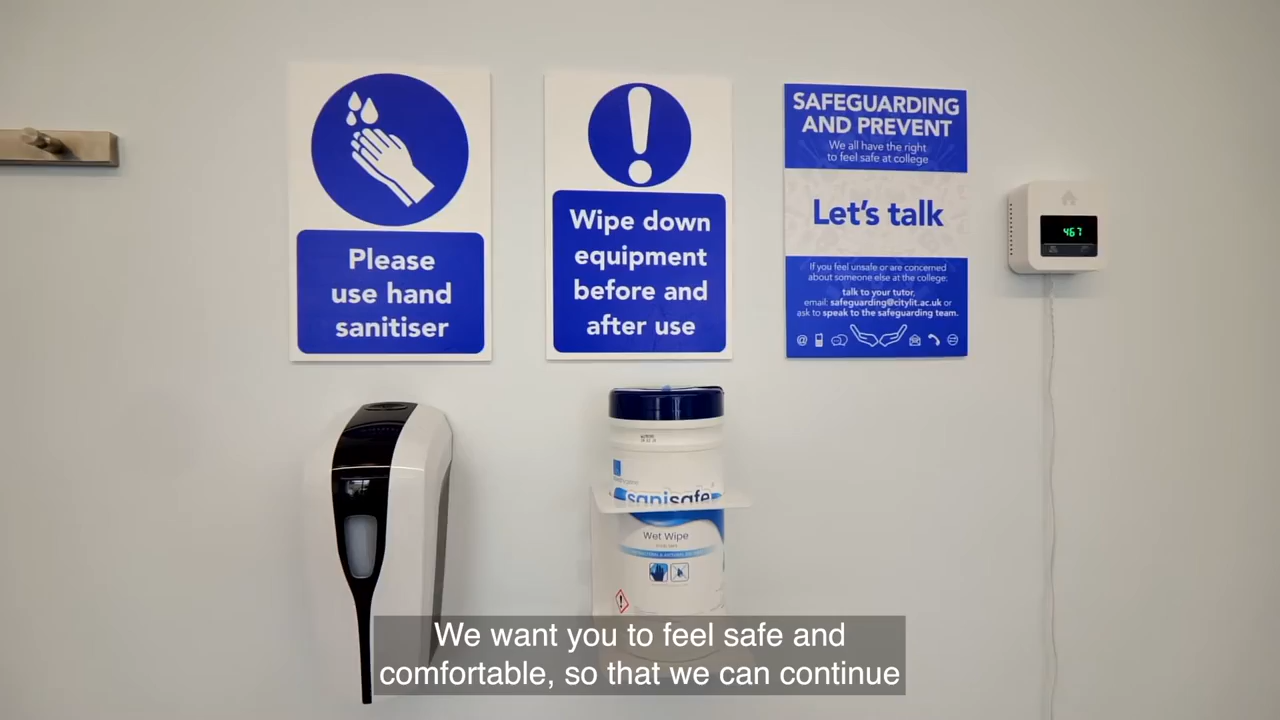 Please
use hand
sanitiser
Wipe down
equipment
before and
after use
SAFEGUARDING
AND PREVENT
We all have the right
to feel safe at college
Let's talk
If you feel unsafe or are concerned
about someone else at the college:
talk to your tutor,
email: safeguarding@citylit.ac.uk or
ask to speak to the safeguarding team.
467
sanisafe
Wet Wipe
We want you to feel safe and
comfortable, so that we can continue